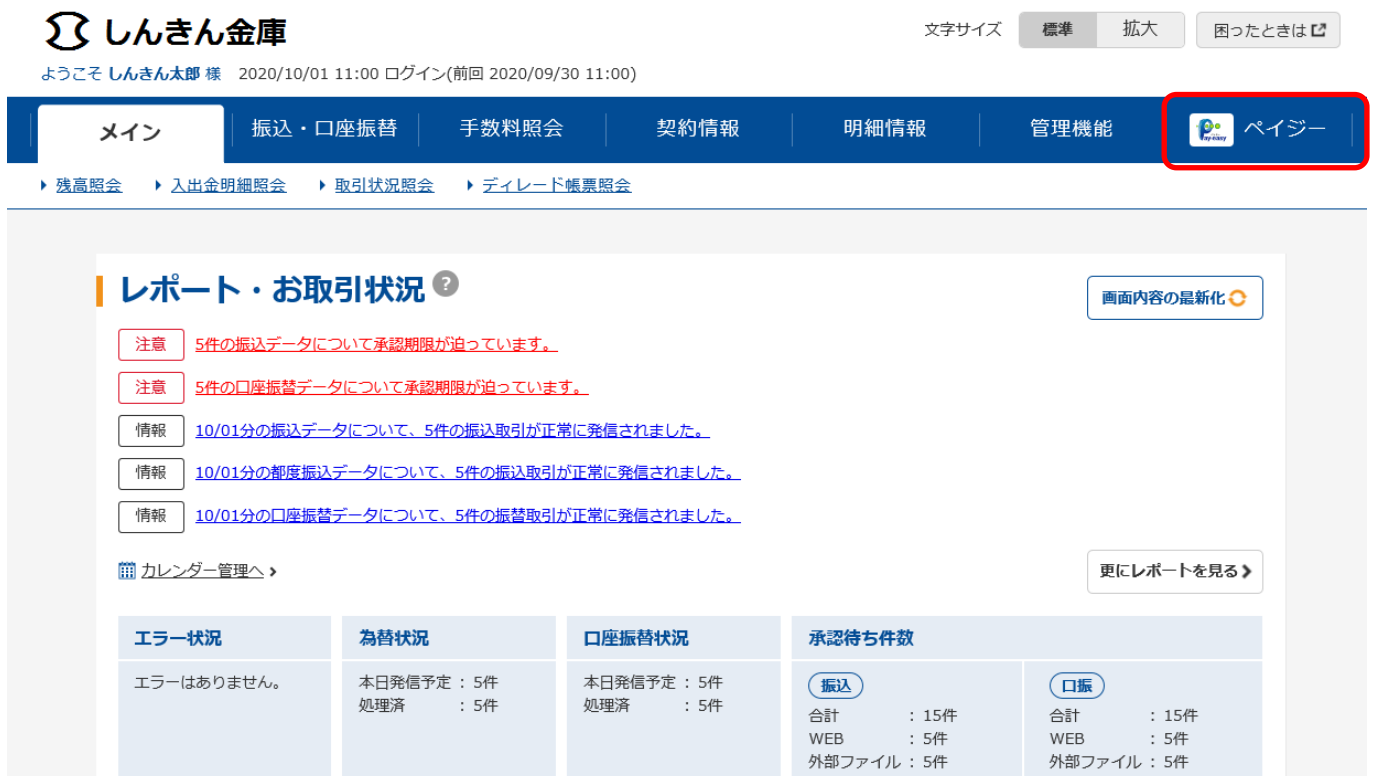 しんきん金庫
文字サイズ 標準 拡大 困ったときは
ようこそ しんきん太郎 様 2020/10/01 11:00 ログイン(前回 2020/09/30 11:00)
メイン 振込・口座振替 手数料照会 契約情報 明細情報 管理機能 Pay-easy ペイジー
残高照会 入出金明細照会 取引状況照会 ディレード帳票照会
レポート・お取引状況 ?
画面内容の最新化
注意 5件の振込データについて承認期限が迫っています。
注意 5件の口座振替データについて承認期限が迫っています。
情報 10/01分の振込データについて、5件の振込取引が正常に発信されました。
情報 10/01分の都度振込データについて、5件の振込取引が正常に発信されました。
情報 10/01分の口座振替データについて、5件の振替取引が正常に発信されました。
カレンダー管理へ
更にレポートを見る
エラー状況 為替状況 口座振替状況 承認待ち件数
エラーはありません。 本日発信予定 : 5件 本日発信予定 : 5件 振込 口振
処理済 : 5件 処理済 : 5件
合計 : 15件 合計 : 15件
WEB : 5件 WEB : 5件
外部ファイル : 5件 外部ファイル : 5件